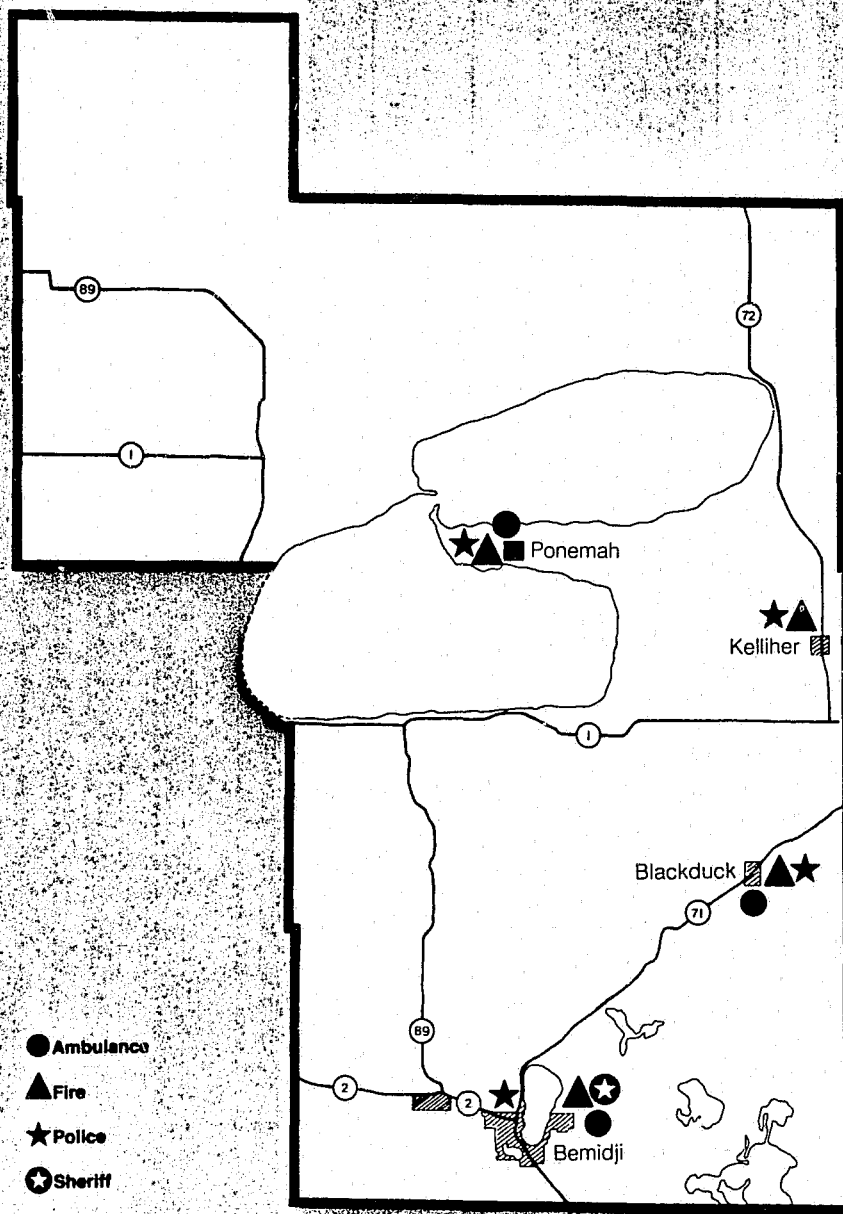 89
72
1
Ponemah
Kelliher
1
Blackduck
71
89
Ambulance
2
Fire
2
Police
Bemidji
Sheriff